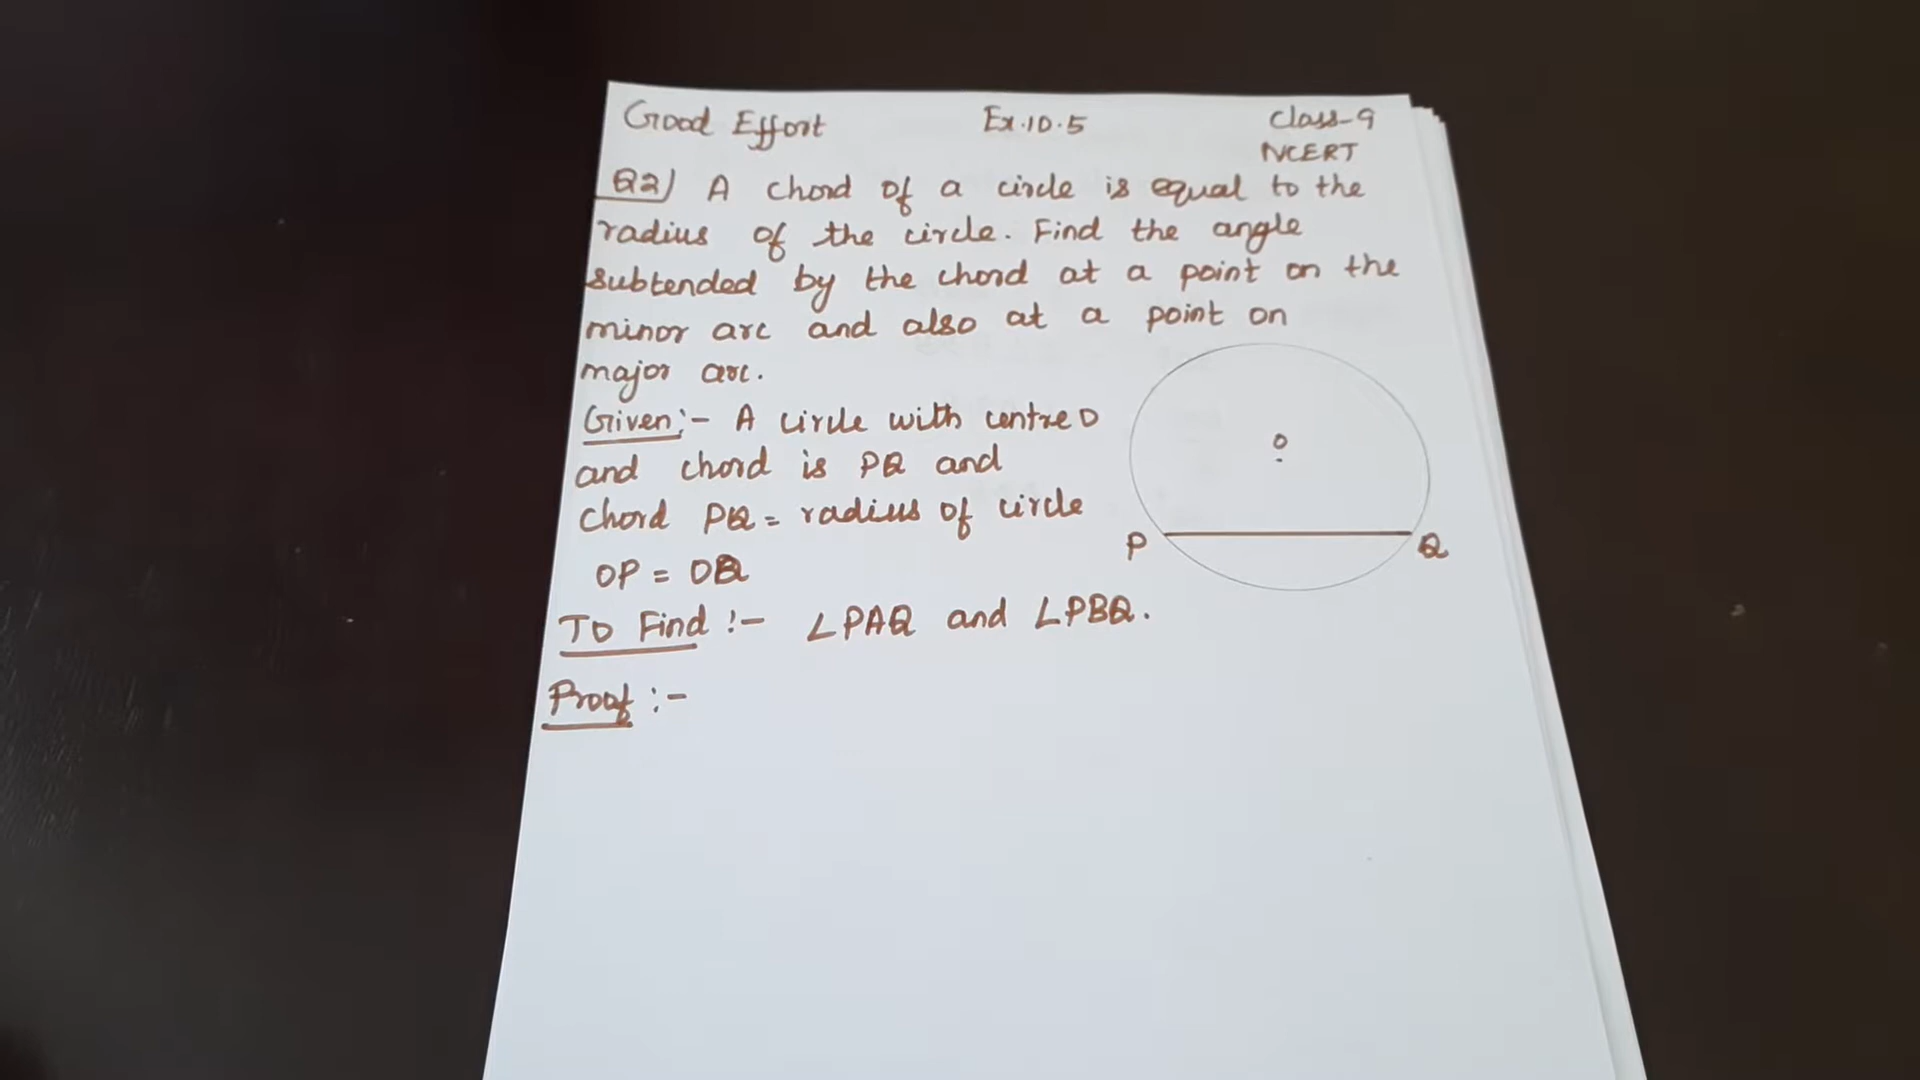 Good Effort Ex.10.5 Class-9
NCERT
Q2) A chord of a circle is equal to the
radius of the circle. Find the angle
subtended by the chord at a point on the
minor arc and also at a point on
major arc.
Given:- A circle with centre O
and chord is PQ and
chord PQ = radius of circle
OP = OQ
To Find :- ∠PAQ and ∠PBQ.
Proof :-
O
P Q